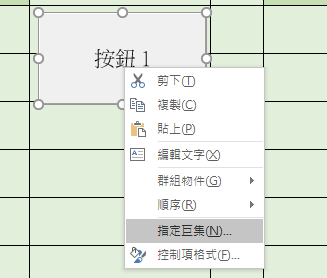 按鈕 1
剪下(T)
複製(C)
貼上(P)
編輯文字(X)
群組物件(G)
順序(R)
指定巨集(N)...
控制項格式(F)...